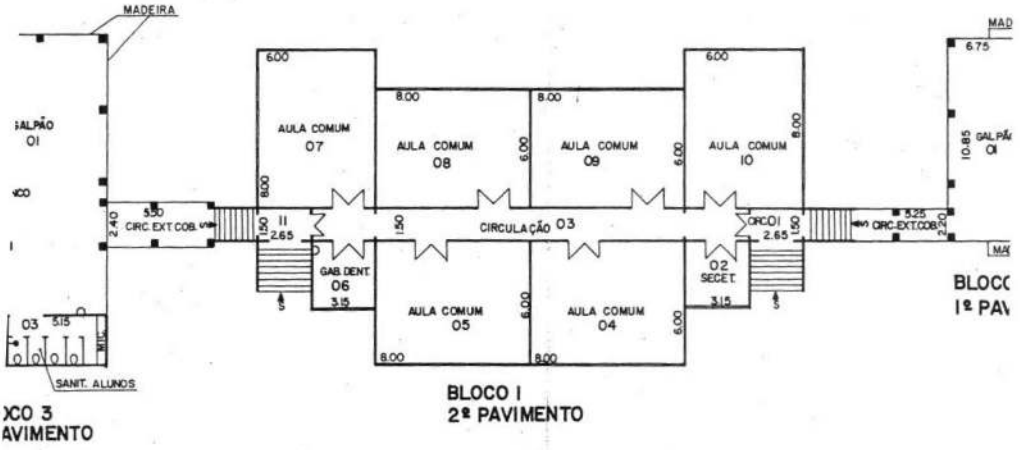 MADEIRA
MAD
6.00
6.00
6.75
8.00
8.00
GALPÃO
01
AULA COMUM
07
AULA COMUM
08
6.00
AULA COMUM
09
6.00
AULA COMUM
10
8.00
10.85
GALPÃ
01
8.00
2.40
5.50
CIRC. EXT. COB.
S
1.50
11
2.65
1.50
CIRCULAÇÃO 03
CIRC.01
2.65
1.50
S
5.25
CIRC.EXT.COB.
2.20
GAB. DENT.
06
3.15
S
AULA COMUM
05
6.00
AULA COMUM
04
6.00
02
SECET.
3.15
S
8.00
8.00
03
5.15
MIC.
SANIT. ALUNOS
BLOCO 1
2º PAVIMENTO
OCO 3
AVIMENTO
BLOCO
1º PAV